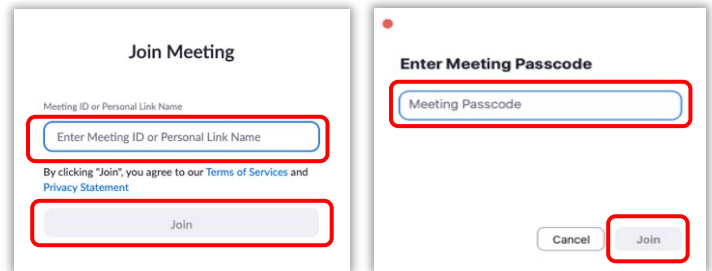 Join Meeting
Meeting ID or Personal Link Name
Enter Meeting ID or Personal Link Name
By clicking "Join", you agree to our Terms of Services and
Privacy Statement
Join
Enter Meeting Passcode
Meeting Passcode
Cancel
Join